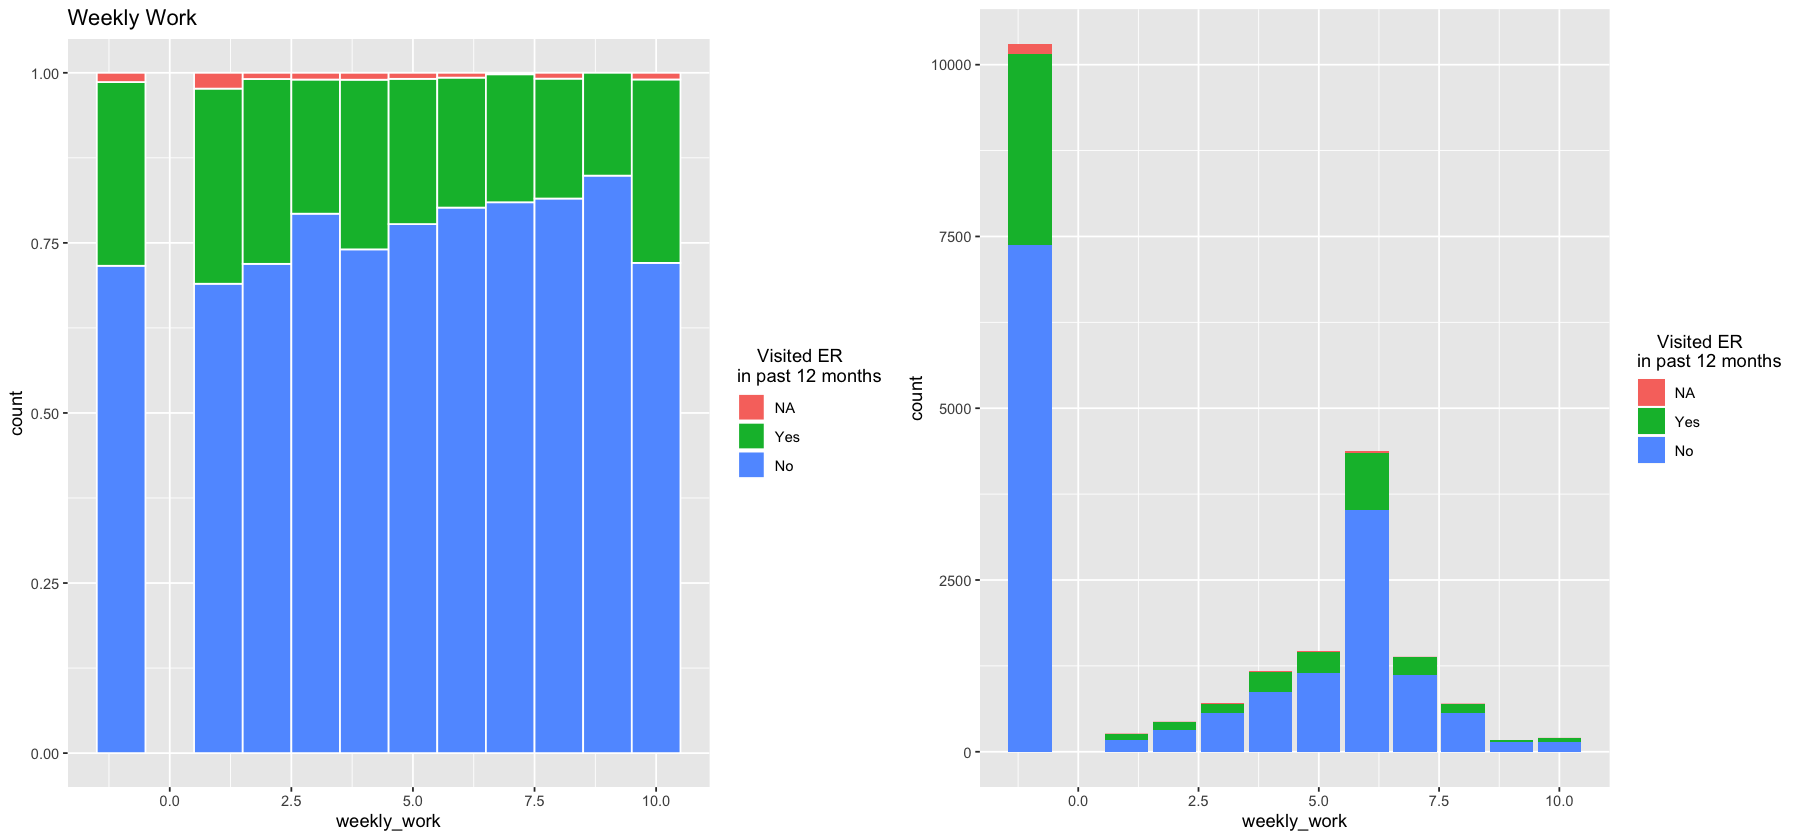 Weekly Work
1.00
0.75
0.50
0.25
0.00
count
0.0 2.5 5.0 7.5 10.0
weekly_work
Visited ER
in past 12 months
NA
Yes
No
10000
7500
5000
2500
0
count
0.0 2.5 5.0 7.5 10.0
weekly_work
Visited ER
in past 12 months
NA
Yes
No